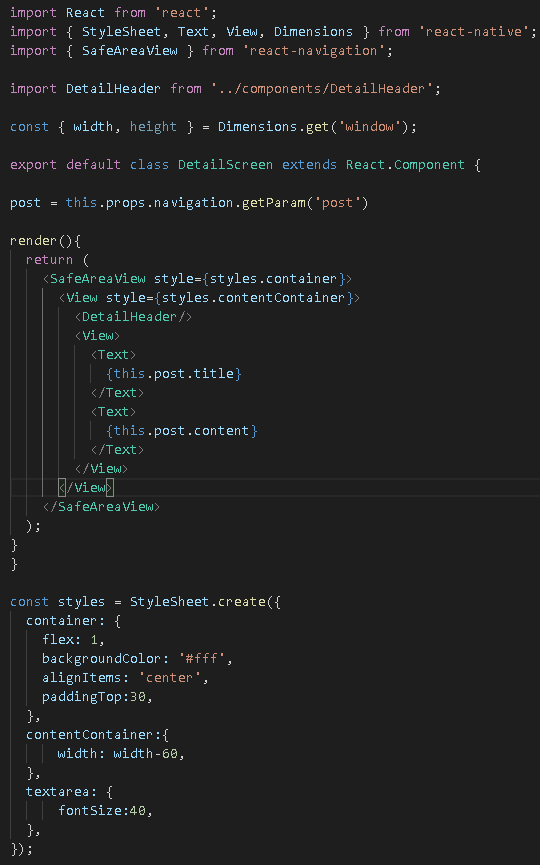 import React from 'react';
import { StyleSheet, Text, View, Dimensions } from 'react-native';
import { SafeAreaView } from 'react-navigation';

import DetailHeader from '../components/DetailHeader';

const { width, height } = Dimensions.get('window');

export default class DetailScreen extends React.Component {

post = this.props.navigation.getParam('post')

render(){
  return (
    <SafeAreaView style={styles.container}>
      <View style={styles.contentContainer}>
        <DetailHeader/>
        <View>
          <Text>
            {this.post.title}
          </Text>
          <Text>
            {this.post.content}
          </Text>
        </View>
      </View>
    </SafeAreaView>
  );
}
}

const styles = StyleSheet.create({
  container: {
    flex: 1,
    backgroundColor: '#fff',
    alignItems: 'center',
    paddingTop:30,
  },
  contentContainer:{
      width: width-60,
  },
  textarea: {
      fontSize:40,
  },
});